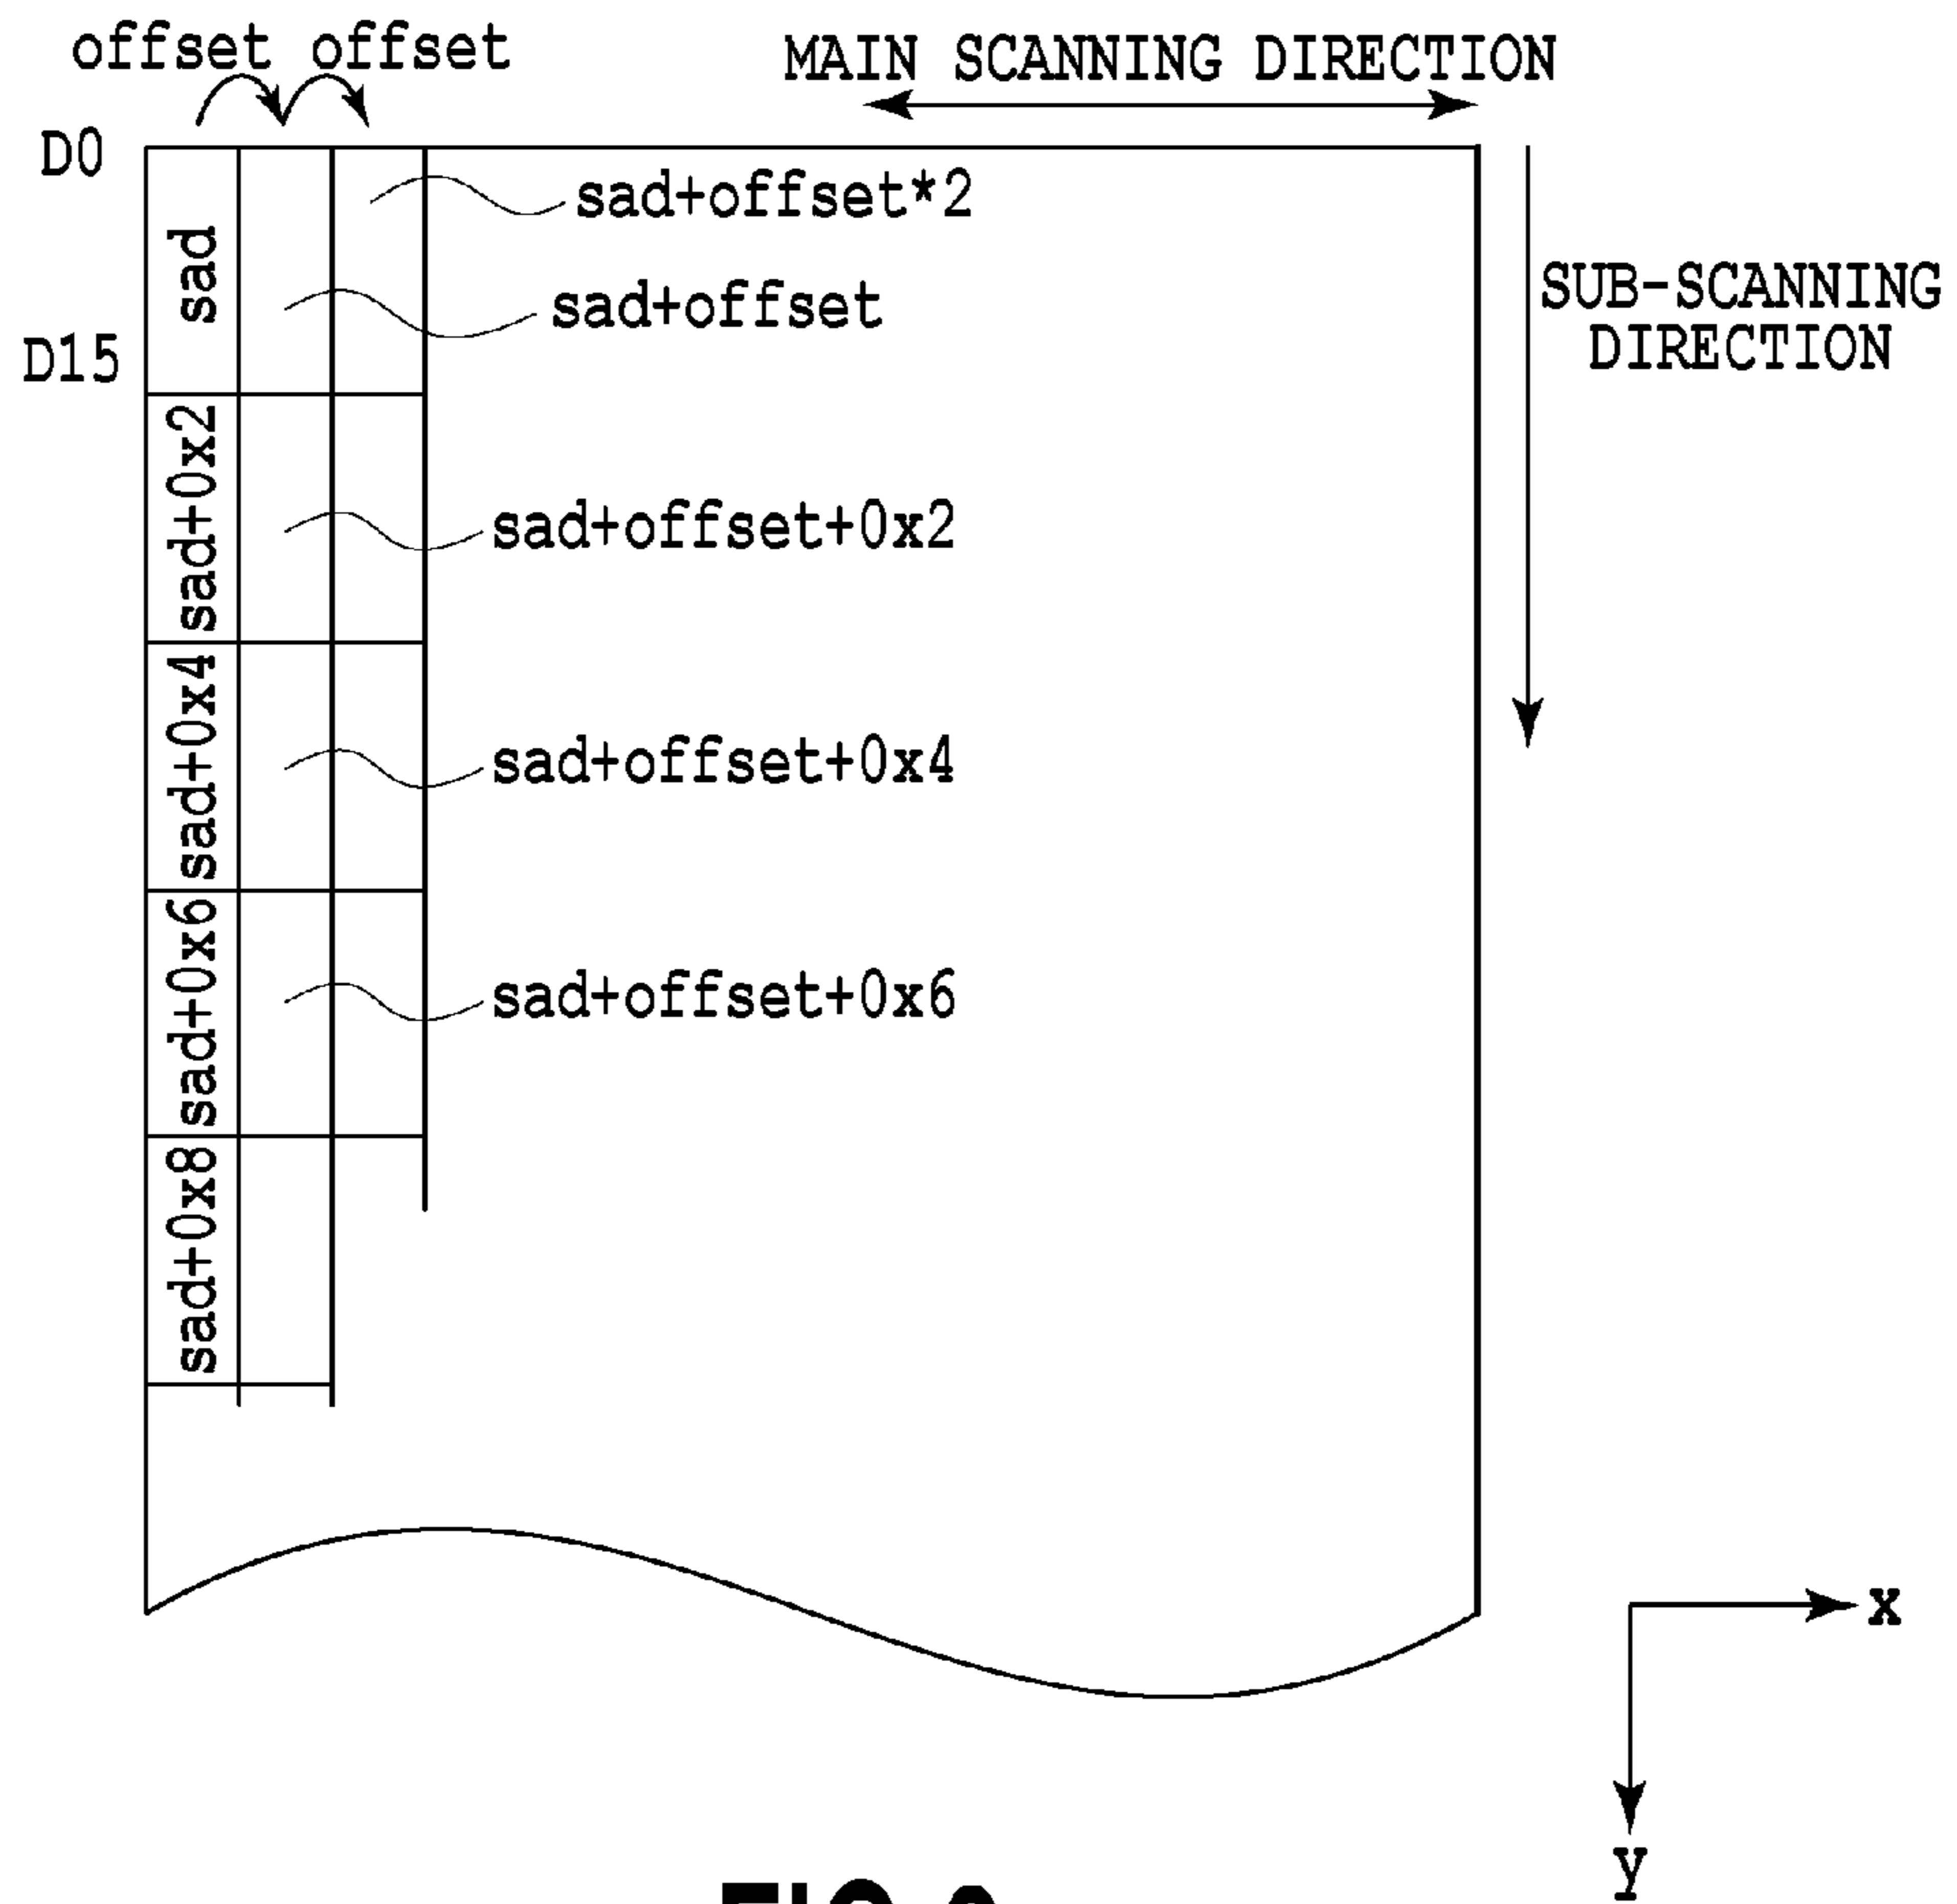 offset offset
MAIN SCANNING DIRECTION
D0
sad+offset*2
sad
sad+offset
SUB-SCANNING
DIRECTION
D15
sad+0x2
sad+offset+0x2
sad+0x4
sad+offset+0x4
sad+0x6
sad+offset+0x6
sad+0x8
x
y